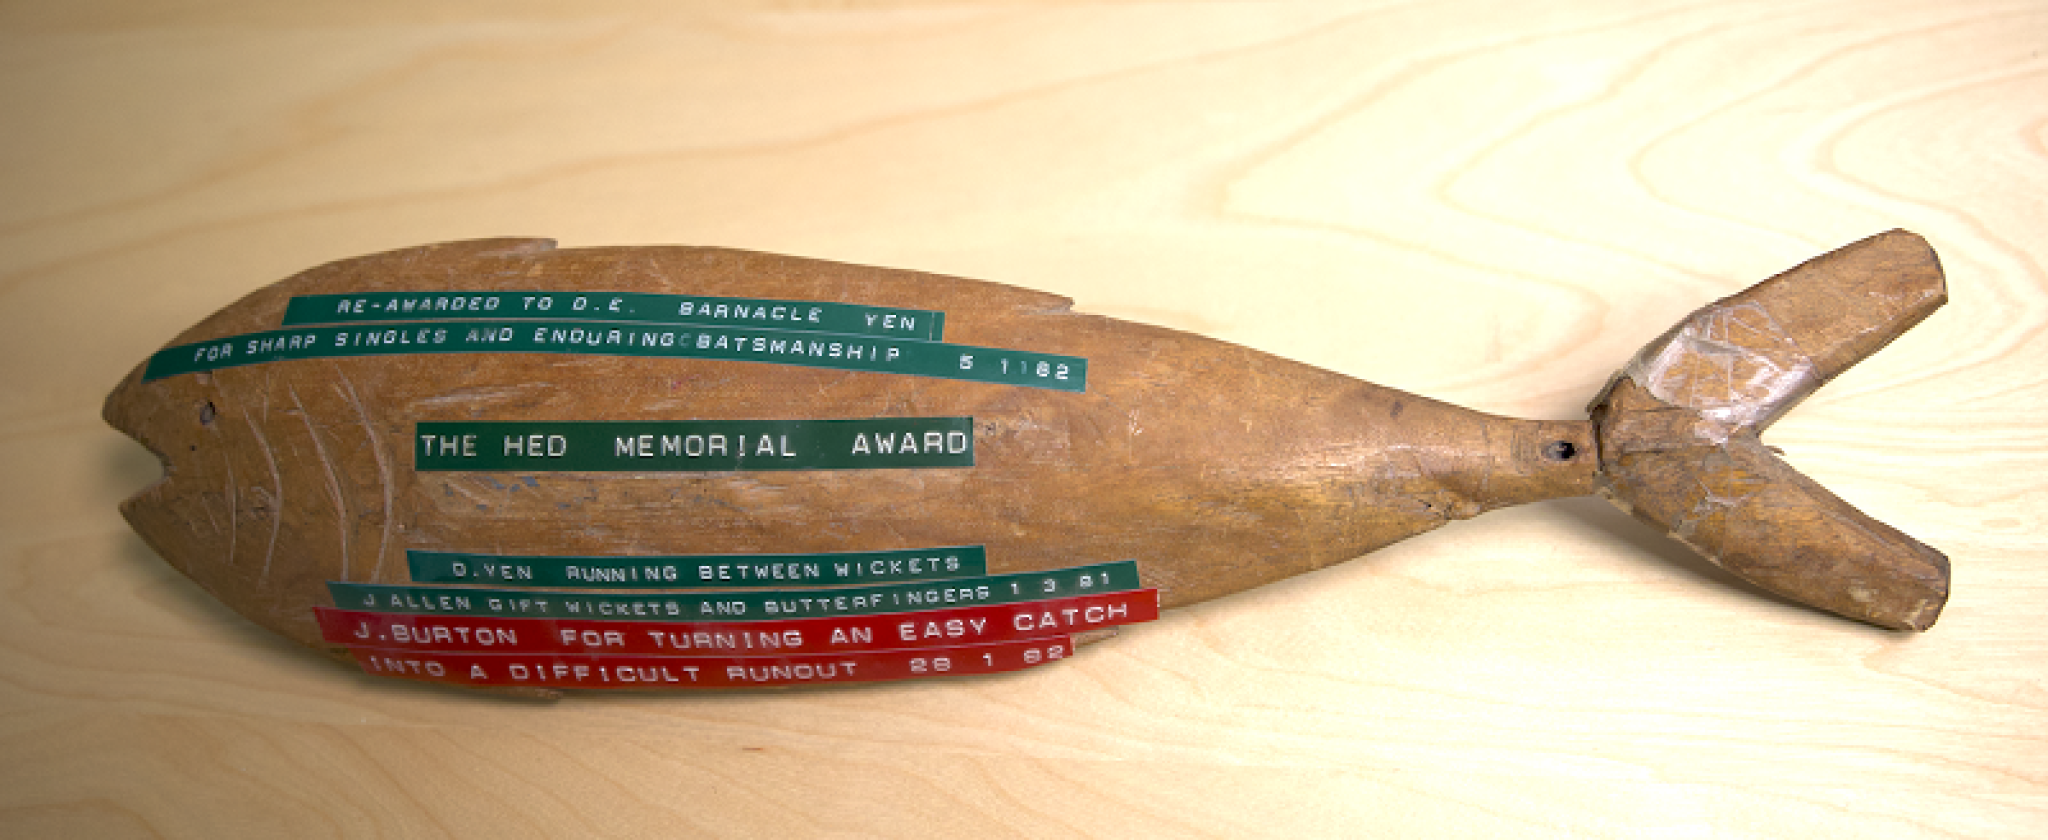 RE-AWARDED TO D.E. BARNACLE YEN
FOR SHARP SINGLES AND ENDURING BATSMANSHIP 5 1 82
THE HED MEMORIAL AWARD
D.YEN RUNNING BETWEEN WICKETS
J ALLEN GIFT WICKETS AND BUTTERFINGERS 1 3 81
J.BURTON FOR TURNING AN EASY CATCH
INTO A DIFFICULT RUNOUT 28 1 82